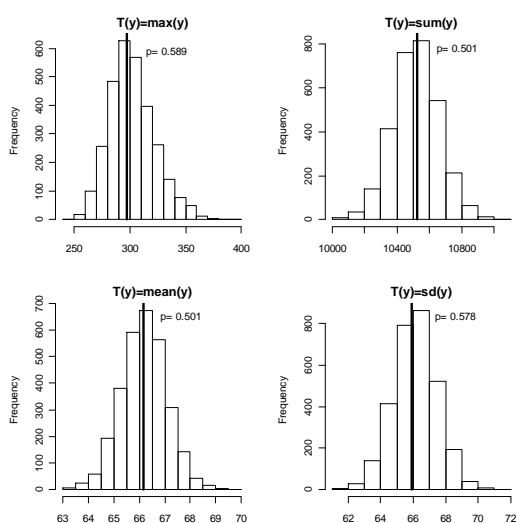 T(y)=max(y)
p= 0.589
Frequency
0 100 200 300 400 500 600
250 300 350 400
T(y)=sum(y)
p= 0.501
Frequency
0 200 400 600 800
10000 10400 10800
T(y)=mean(y)
p= 0.501
Frequency
0 100 200 300 400 500 600 700
63 64 65 66 67 68 69 70
T(y)=sd(y)
p= 0.578
Frequency
0 200 400 600 800
62 64 66 68 70 72